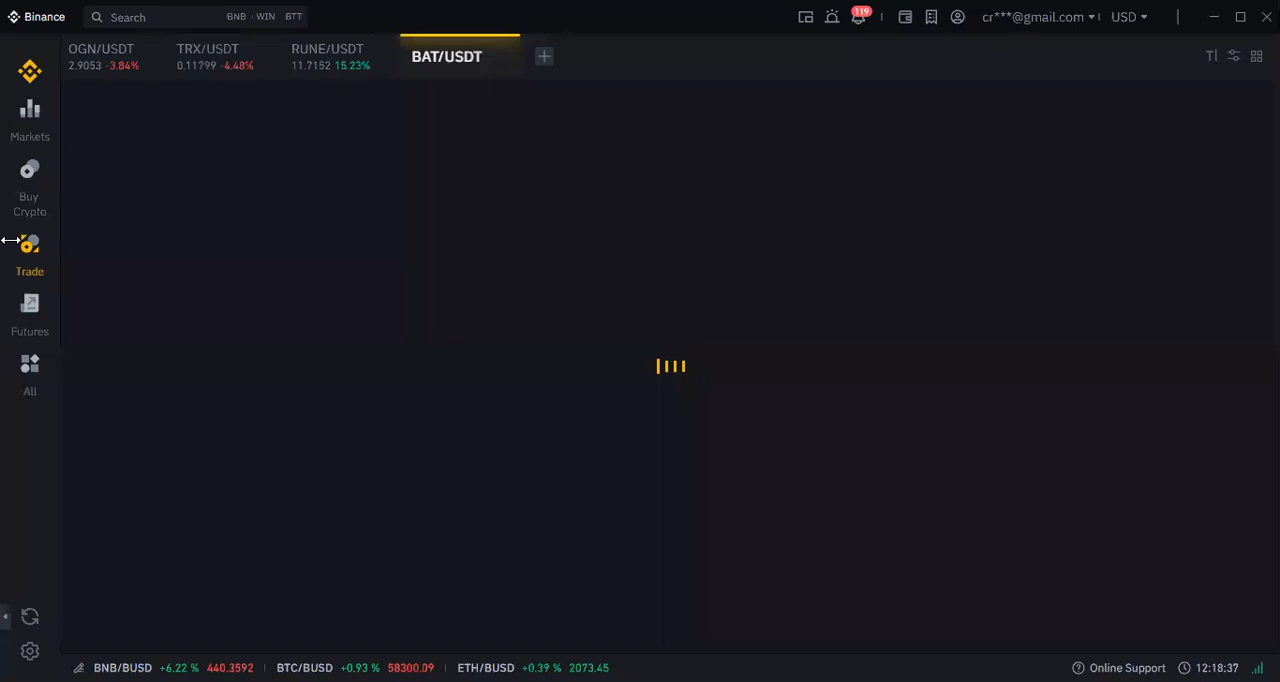 Binance
Search BNB WIN BTT
119
cr***@gmail.com USD
OGN/USDT
2.9053 -3.84%
TRX/USDT
0.11799 -4.48%
RUNE/USDT
11.7152 15.23%
BAT/USDT
Markets
Buy
Crypto
Trade
Futures
All
BNB/BUSD +6.22 % 440.3592 BTC/BUSD +0.93 % 58300.09 ETH/BUSD +0.39 % 2073.45 Online Support 12:18:37